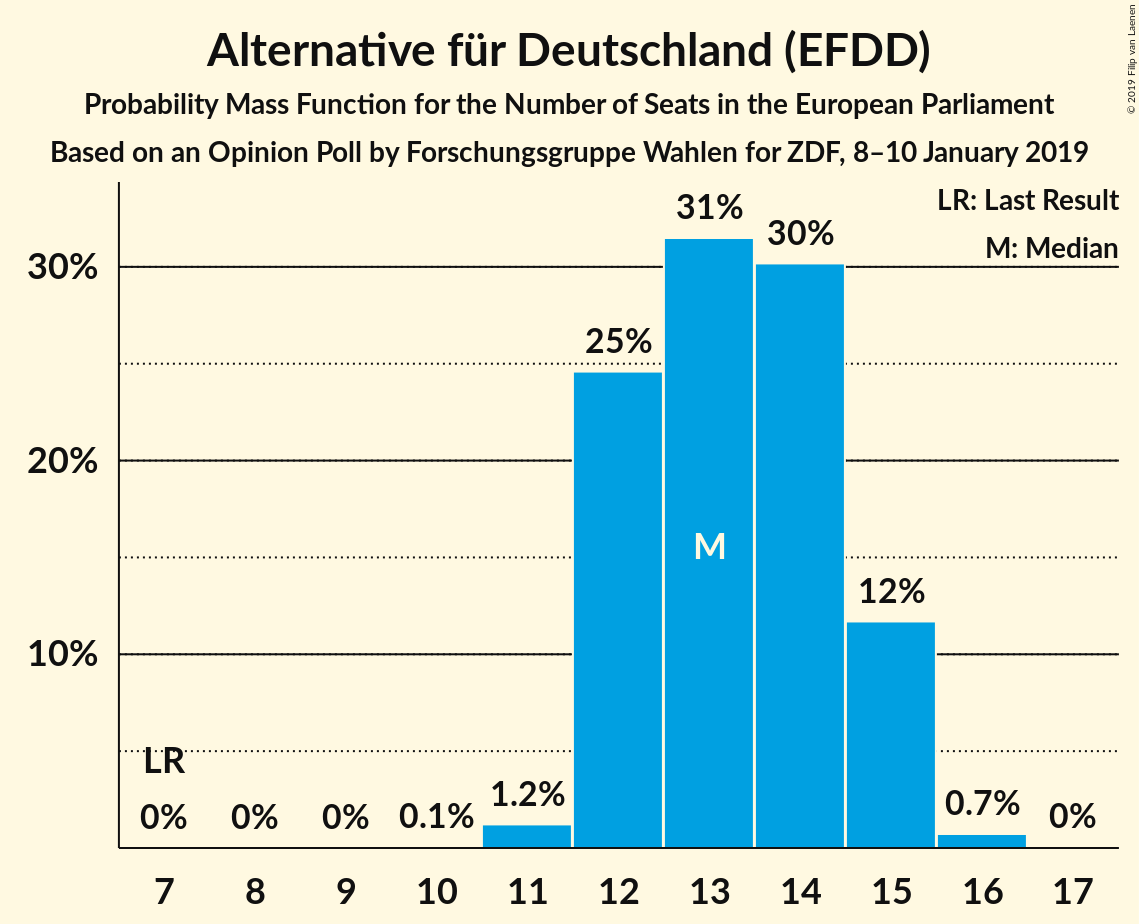 Alternative für Deutschland (EFDD)
Probability Mass Function for the Number of Seats in the European Parliament
Based on an Opinion Poll by Forschungsgruppe Wahlen for ZDF, 8–10 January 2019
© 2019 Filip van Laenen
LR: Last Result
M: Median
30%
20%
10%
LR
0%
0%
0%
0.1%
1.2%
25%
31%
30%
12%
0.7%
0%
M
7 8 9 10 11 12 13 14 15 16 17